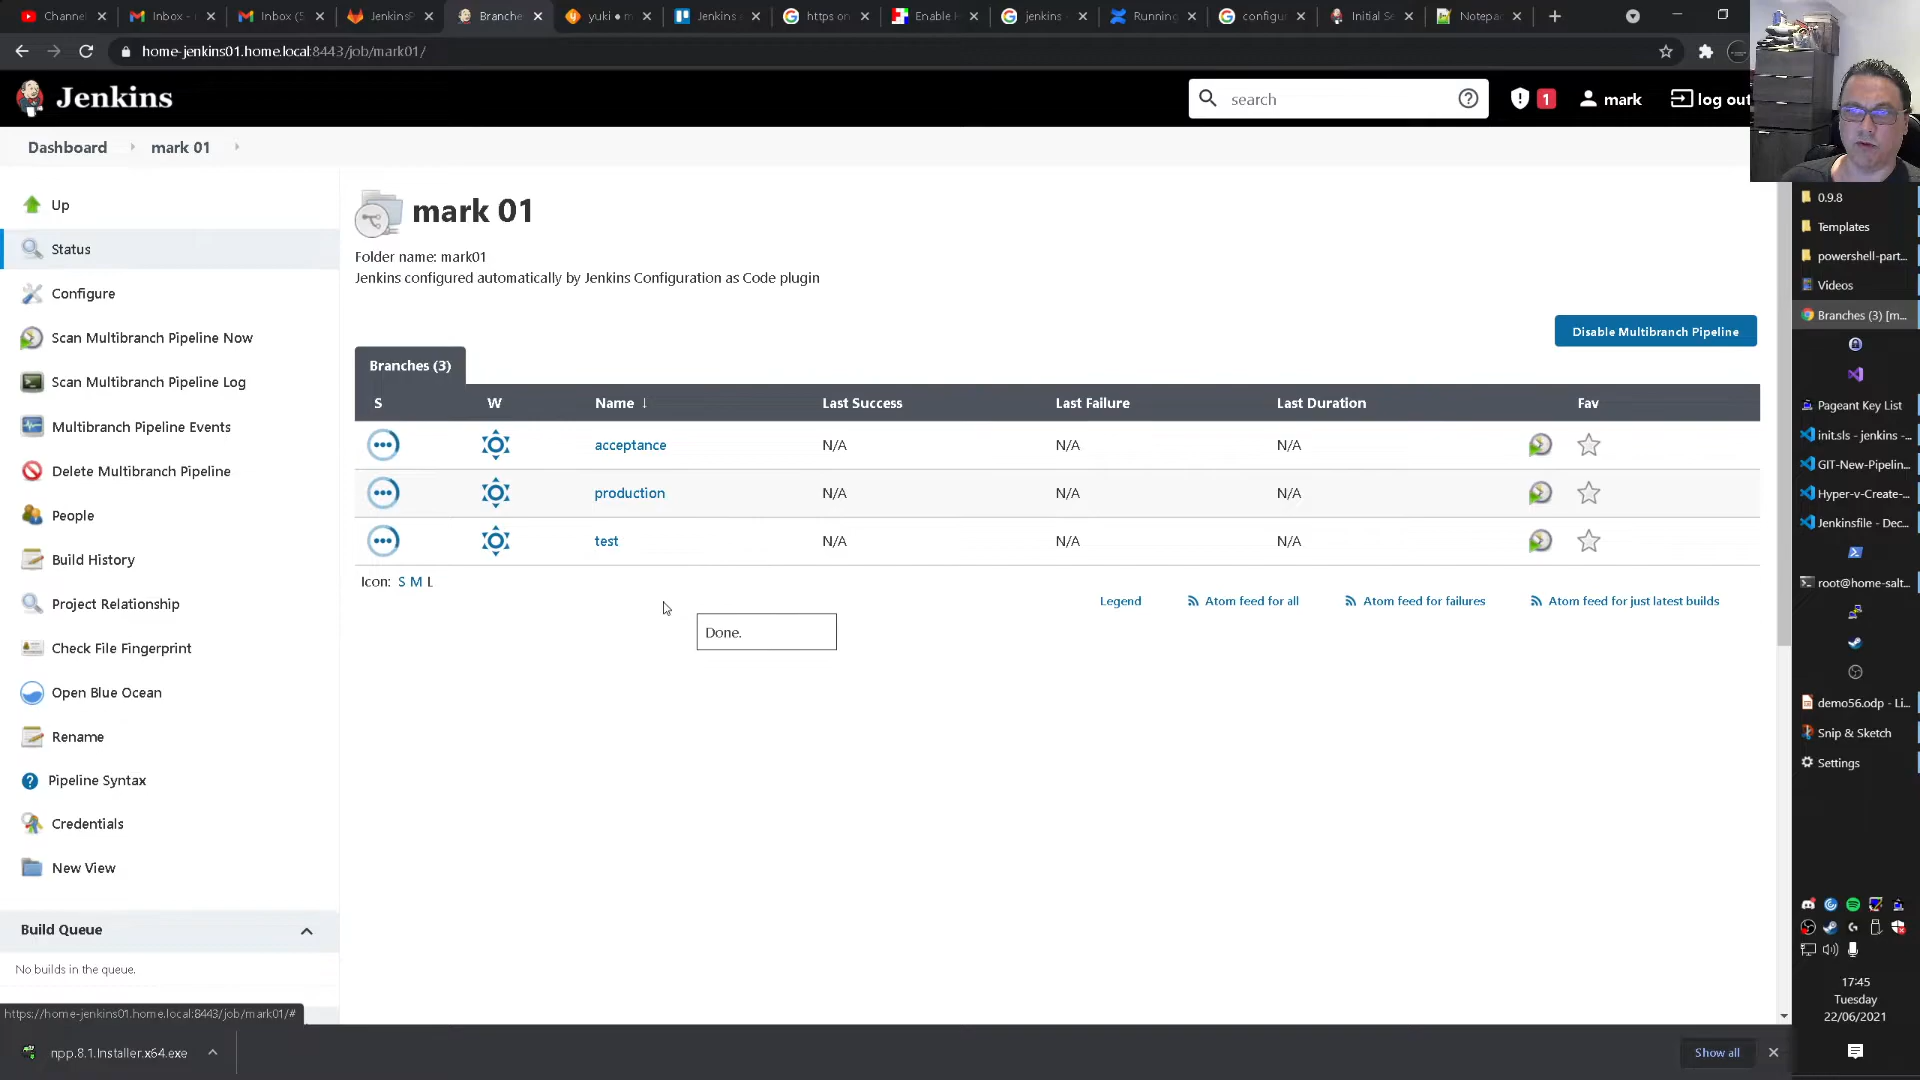 Channel
Inbox -
Inbox (5
JenkinsP
Branche
yuki
Jenkins
https on
Enable
jenkins
Running
configur
Initial Se
Notepa
home-jenkins01.home.local:8443/job/mark01/
Jenkins
search
1
mark
log out
Dashboard
mark 01
Up
Status
Configure
Scan Multibranch Pipeline Now
Scan Multibranch Pipeline Log
Multibranch Pipeline Events
Delete Multibranch Pipeline
People
Build History
Project Relationship
Check File Fingerprint
Open Blue Ocean
Rename
Pipeline Syntax
Credentials
New View
Build Queue
No builds in the queue.
https://home-jenkins01.home.local:8443/job/mark01/#
mark 01
Folder name: mark01
Jenkins configured automatically by Jenkins Configuration as Code plugin
Disable Multibranch Pipeline
Branches (3)
S W Name ↓ Last Success Last Failure Last Duration Fav
acceptance N/A N/A N/A
production N/A N/A N/A
test N/A N/A N/A
Icon: S M L
Legend Atom feed for all Atom feed for failures Atom feed for just latest builds
Done.
0.9.8
Templates
powershell-part...
Videos
Branches (3) [m...
Pageant Key List
init.sls - jenkins -...
GIT-New-Pipelin...
Hyper-v-Create-...
Jenkinsfile - Dec...
root@home-salt...
demo56.odp - Li...
Snip & Sketch
Settings
17:45
Tuesday
22/06/2021
npp.8.1.Installer.x64.exe
Show all